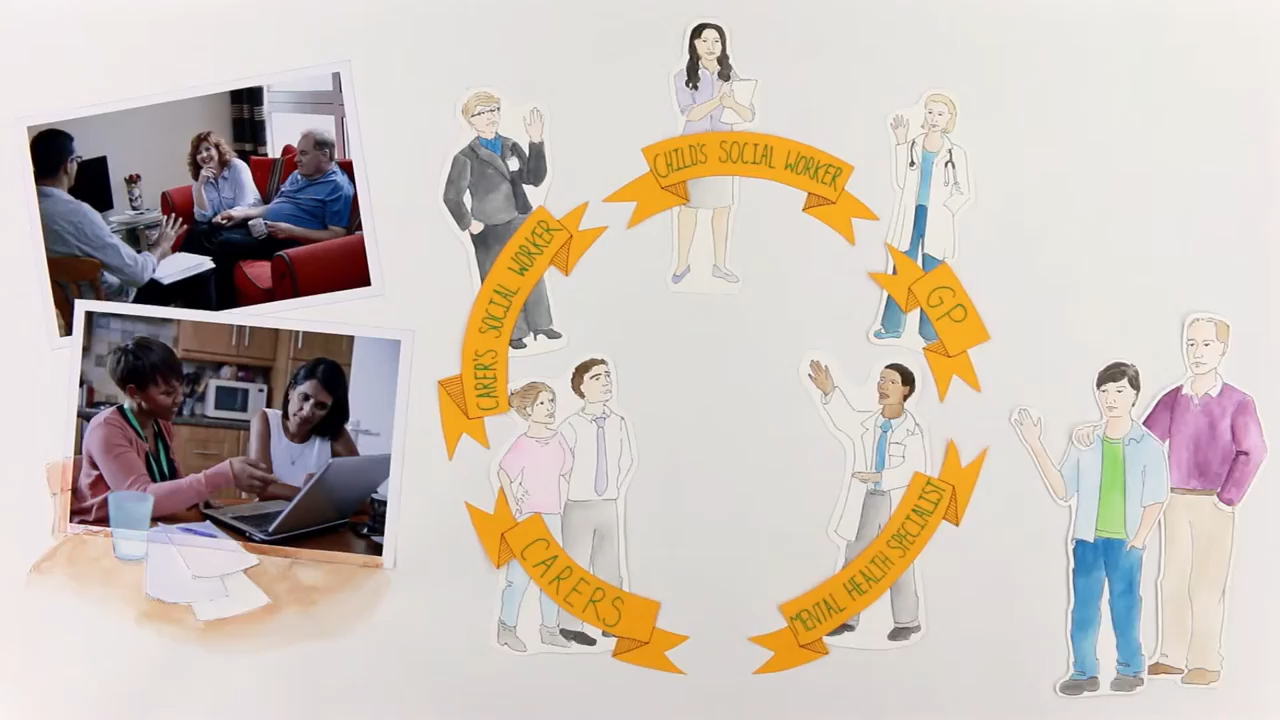 CHILD'S SOCIAL WORKER
CARER'S SOCIAL WORKER
GP
CARERS
MENTAL HEALTH SPECIALIST